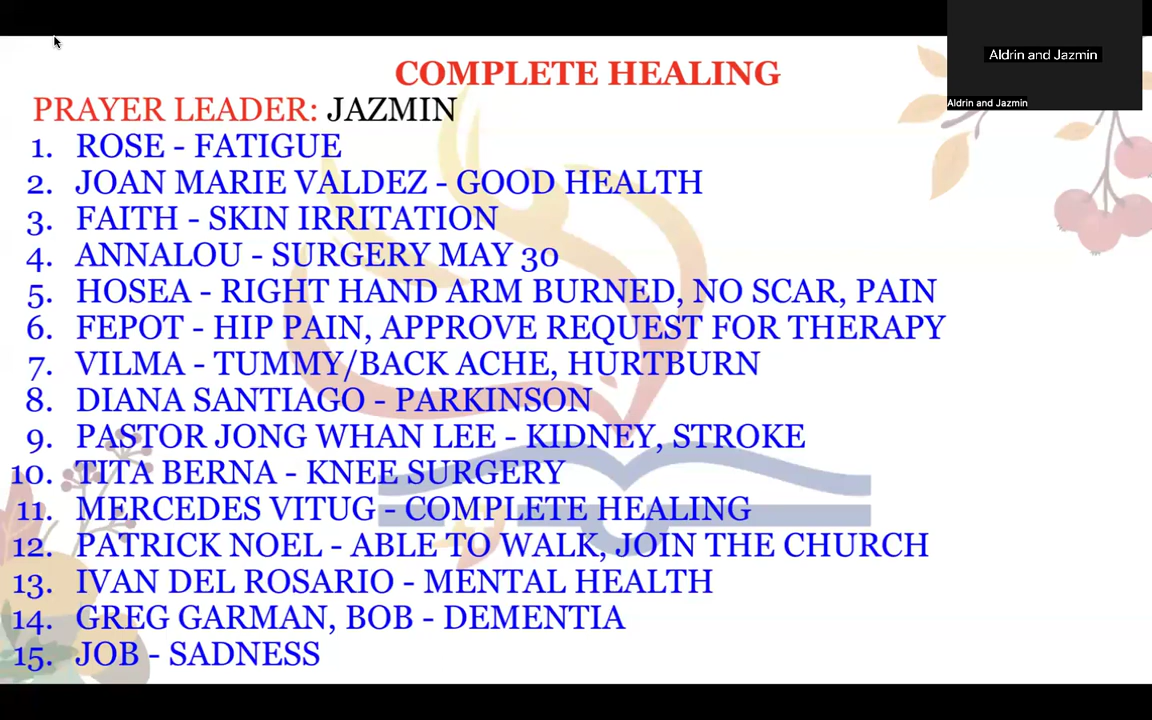 Aldrin and Jazmin
Aldrin and Jazmin
COMPLETE HEALING
PRAYER LEADER: JAZMIN
1. ROSE - FATIGUE
2. JOAN MARIE VALDEZ - GOOD HEALTH
3. FAITH - SKIN IRRITATION
4. ANNALOU - SURGERY MAY 30
5. HOSEA - RIGHT HAND ARM BURNED, NO SCAR, PAIN
6. FEPOT - HIP PAIN, APPROVE REQUEST FOR THERAPY
7. VILMA - TUMMY/BACK ACHE, HURTBURN
8. DIANA SANTIAGO - PARKINSON
9. PASTOR JONG WHAN LEE - KIDNEY, STROKE
10. TITA BERNA - KNEE SURGERY
11. MERCEDES VITUG - COMPLETE HEALING
12. PATRICK NOEL - ABLE TO WALK, JOIN THE CHURCH
13. IVAN DEL ROSARIO - MENTAL HEALTH
14. GREG GARMAN, BOB - DEMENTIA
15. JOB - SADNESS